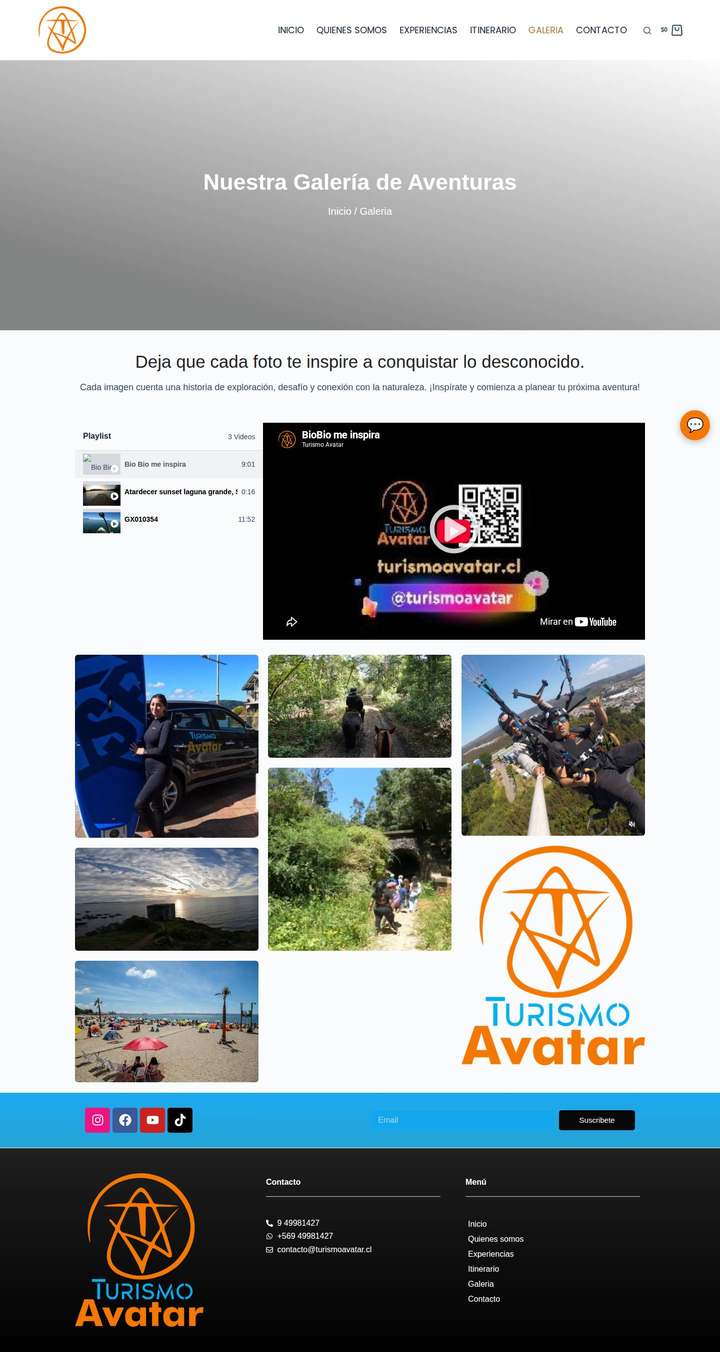 INICIO QUIENES SOMOS EXPERIENCIAS ITINERARIO GALERIA CONTACTO $0
Nuestra Galería de Aventuras
Inicio / Galeria
Deja que cada foto te inspire a conquistar lo desconocido.
Cada imagen cuenta una historia de exploración, desafío y conexión con la naturaleza. ¡Inspírate y comienza a planear tu próxima aventura!
Playlist 3 Videos
Bio Bio me inspira 9:01
Atardecer sunset laguna grande, 0:16
GX010354 11:52
BioBio me inspira
Turismo Avatar
TURISMO
Avatar
turismoavatar.cl
@turismoavatar
Mirar en YouTube
TURISMO
Avatar
TURISMO
Avatar
Email Suscribete
TURISMO
Avatar
Contacto
9 49981427
+569 49981427
contacto@turismoavatar.cl
Menú
Inicio
Quienes somos
Experiencias
Itinerario
Galeria
Contacto